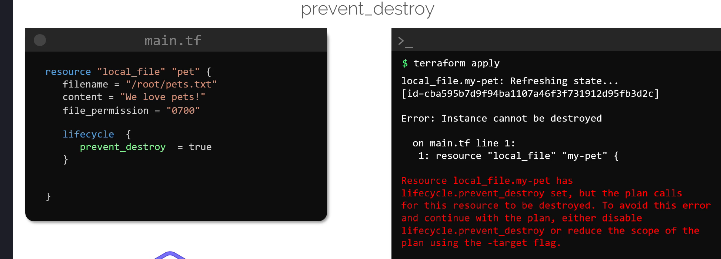 prevent_destroy
main.tf
resource "local_file" "pet" {
filename = "/root/pets.txt"
content = "We love pets!"
file_permission = "0700"
lifecycle {
prevent_destroy = true
}
}
>_
$ terraform apply
local_file.my-pet: Refreshing state...
[id=cba595b7d9f94ba1107a46f3f731912d95fb3d2c]
Error: Instance cannot be destroyed
on main.tf line 1:
1: resource "local_file" "my-pet" {
Resource local_file.my-pet has
lifecycle.prevent_destroy set, but the plan calls
for this resource to be destroyed. To avoid this error
and continue with the plan, either disable
lifecycle.prevent_destroy or reduce the scope of the
plan using the -target flag.